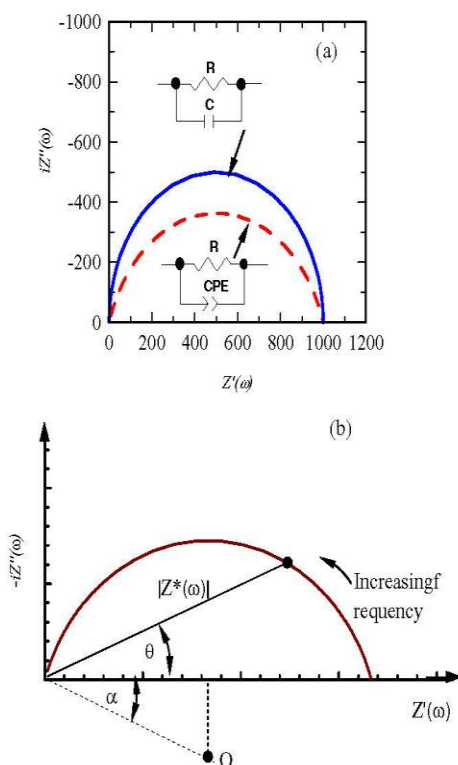 (a)
-1000
-800
-600
-400
-200
0
iZ"(ω)
R
C
R
CPE
0 200 400 600 800 1000 1200
Z'(ω)
(b)
-iZ"(ω)
|Z*(ω)|
Increasingf
requency
θ
α
Z'(ω)
O